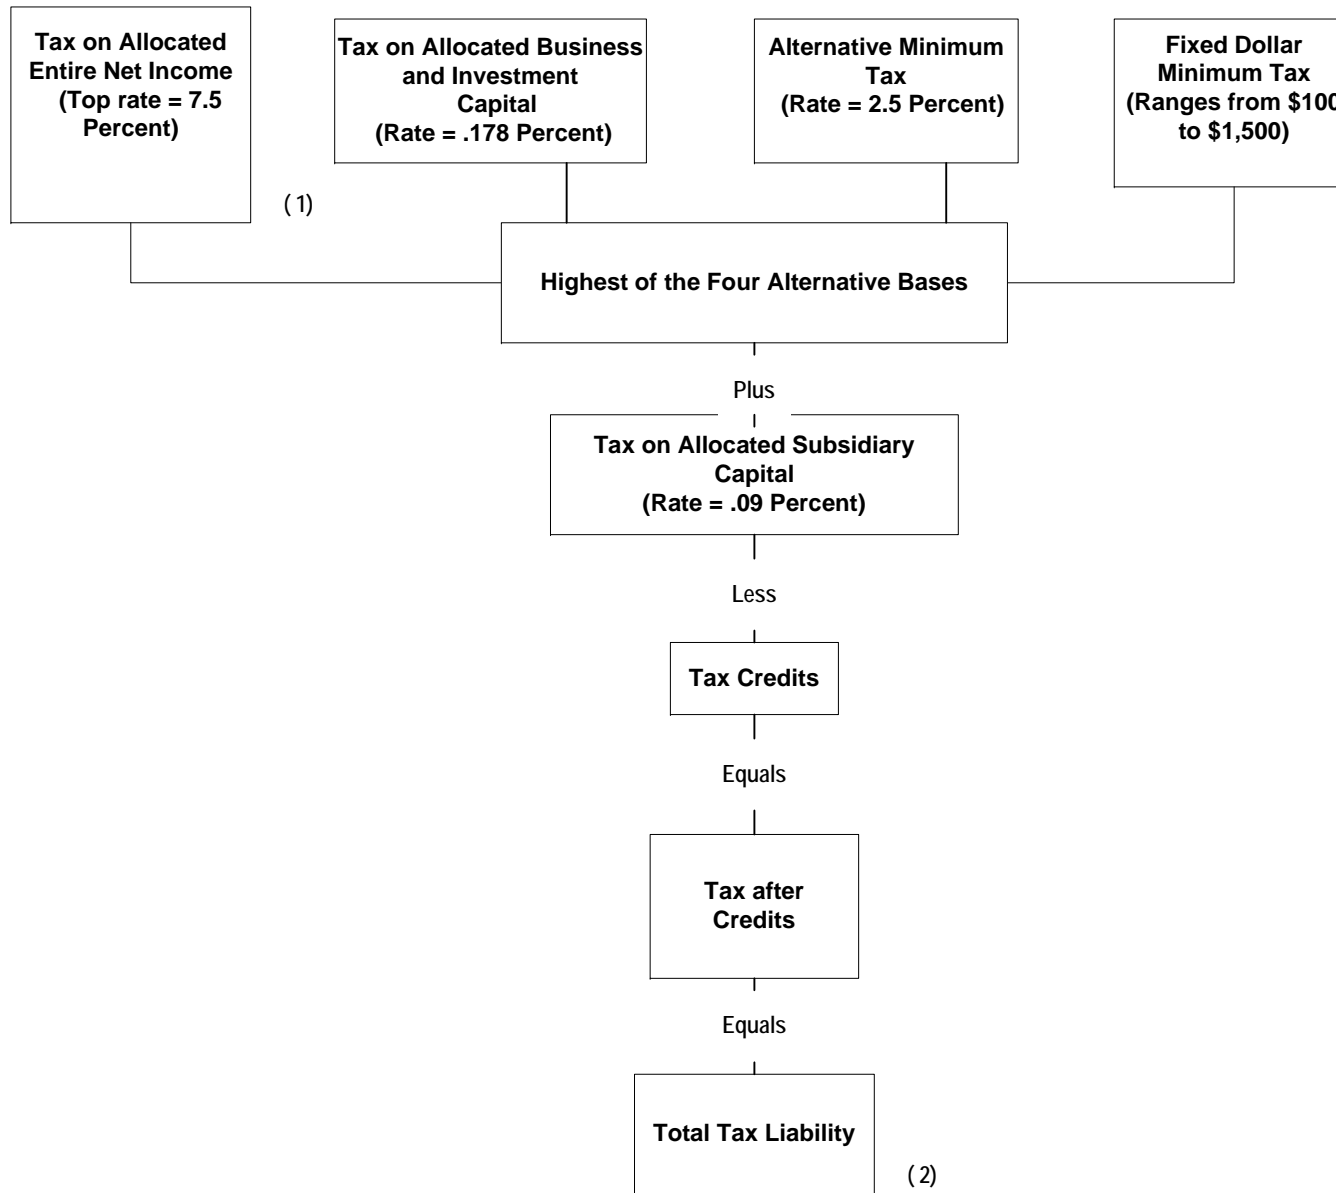 Tax on Allocated
Entire Net Income
(Top rate = 7.5
Percent)
(1)
Tax on Allocated Business
and Investment
Capital
(Rate = .178 Percent)
Alternative Minimum
Tax
(Rate = 2.5 Percent)
Fixed Dollar
Minimum Tax
(Ranges from $100
to $1,500)
Highest of the Four Alternative Bases
Plus
Tax on Allocated Subsidiary
Capital
(Rate = .09 Percent)
Less
Tax Credits
Equals
Tax after
Credits
Equals
Total Tax Liability
(2)